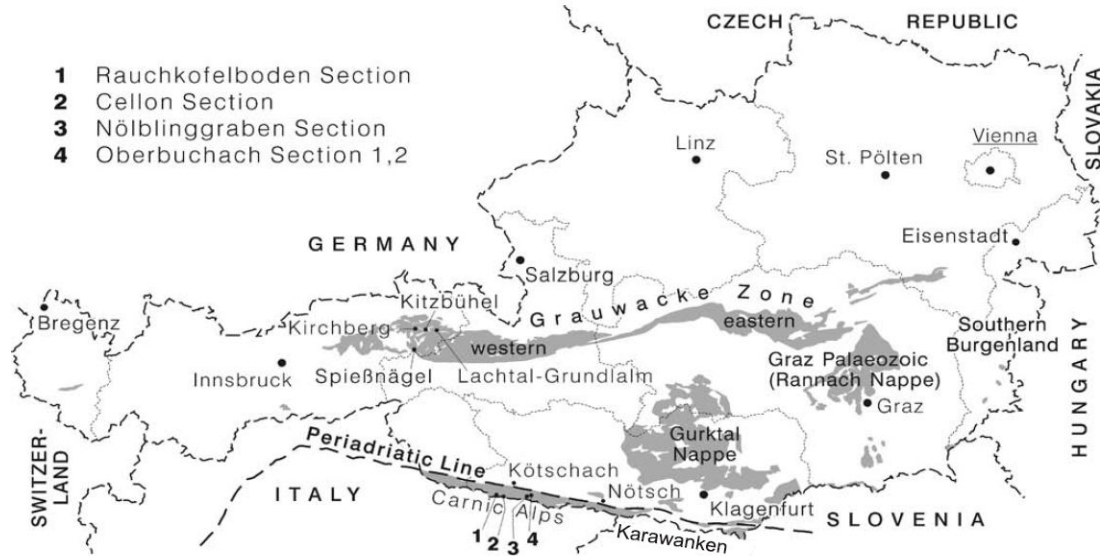 CZECH REPUBLIC
1 Rauchkofelboden Section
2 Cellon Section
3 Nölblinggraben Section
4 Oberbuchach Section 1,2
SLOVAKIA
Linz
St. Pölten
Vienna
GERMANY
Eisenstadt
Salzburg
Bregenz
Kitzbühel
Kirchberg
Grauwacke Zone
western
eastern
Innsbruck
Spießnägel
Lachtal-Grundlalm
Southern
Burgenland
Graz Palaeozoic
(Rannach Nappe)
Graz
HUNGARY
SWITZER-
LAND
Gurktal
Nappe
Periadriatic Line
ITALY
Kötschach
Nötsch
Carnic Alps
Klagenfurt
SLOVENIA
Karawanken
1 2 3 4